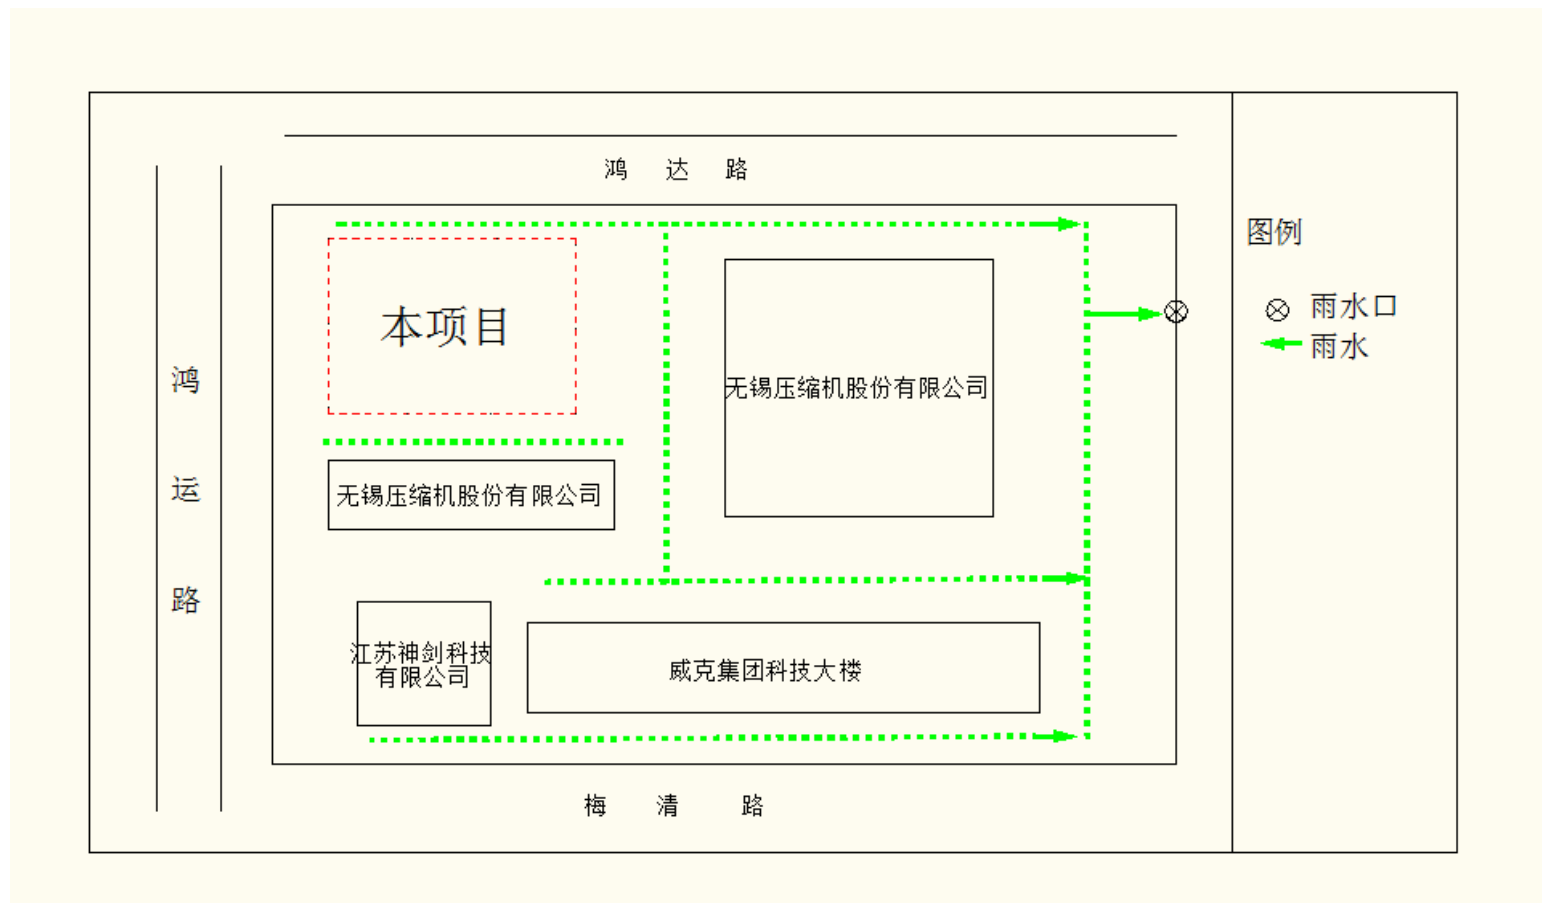 鸿 达 路
图例
雨水口
雨水
本项目
无锡压缩机股份有限公司
鸿
运
路
无锡压缩机股份有限公司
江苏神剑科技
有限公司
威克集团科技大楼
梅 清 路